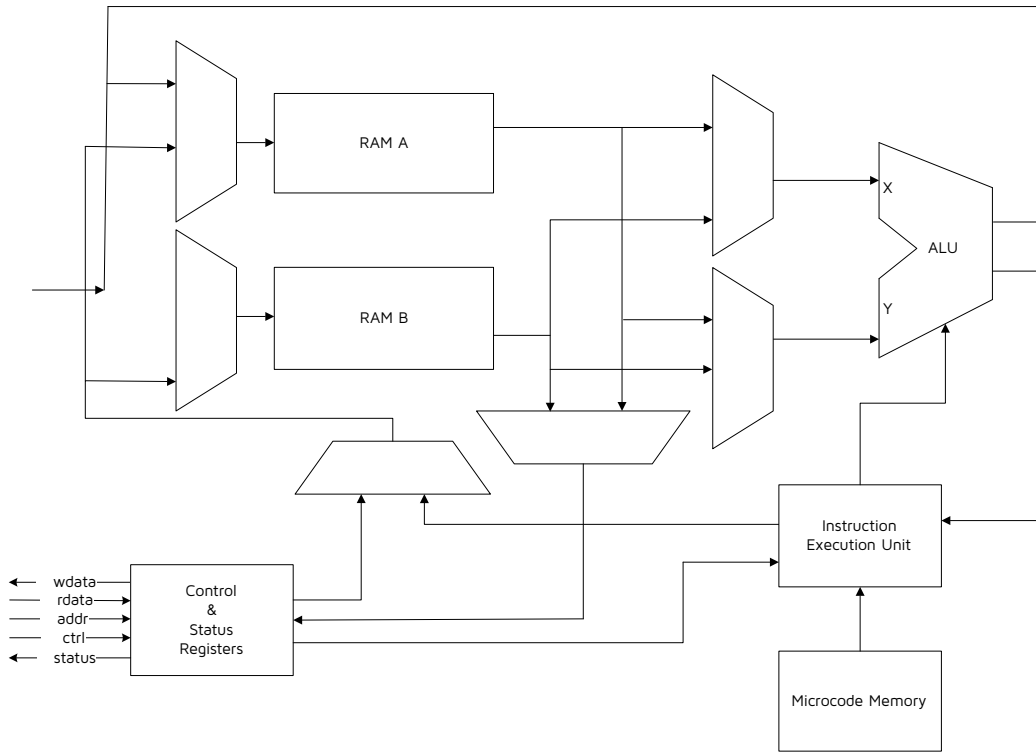 RAM A
X
ALU
RAM B
Y
Instruction
Execution Unit
wdata
rdata
addr
ctrl
status
Control
&
Status
Registers
Microcode Memory